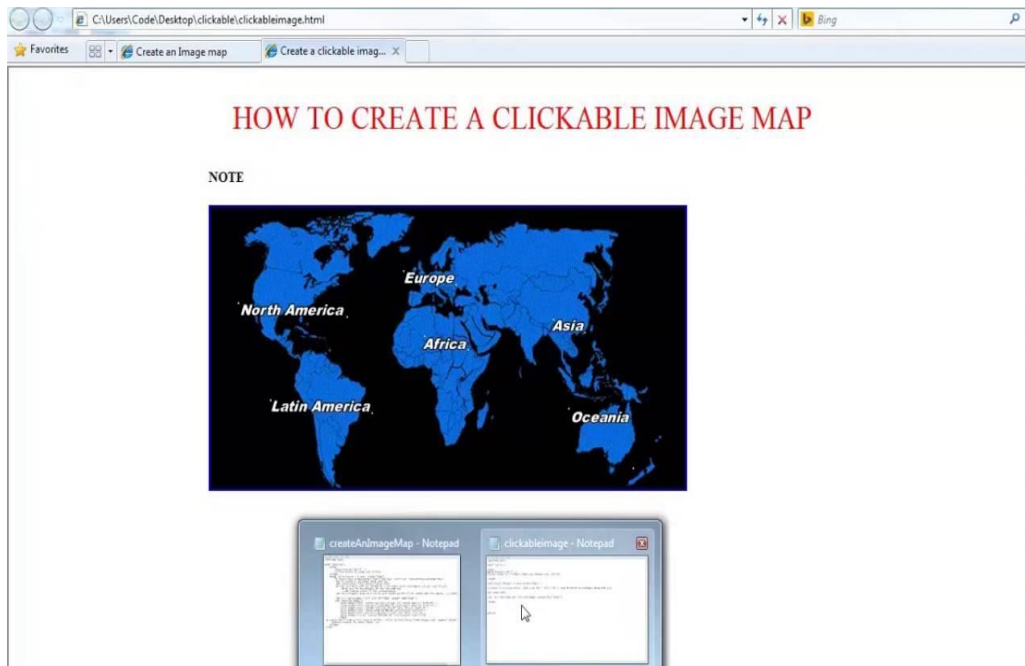 C:\Users\Code\Desktop\clickable\clickableimage.html
Bing
Favorites
Create an Image map
Create a clickable imag...
HOW TO CREATE A CLICKABLE IMAGE MAP
NOTE
Europe
North America
Asia
Africa
Latin America
Oceania
createAnImageMap - Notepad
clickableimage - Notepad